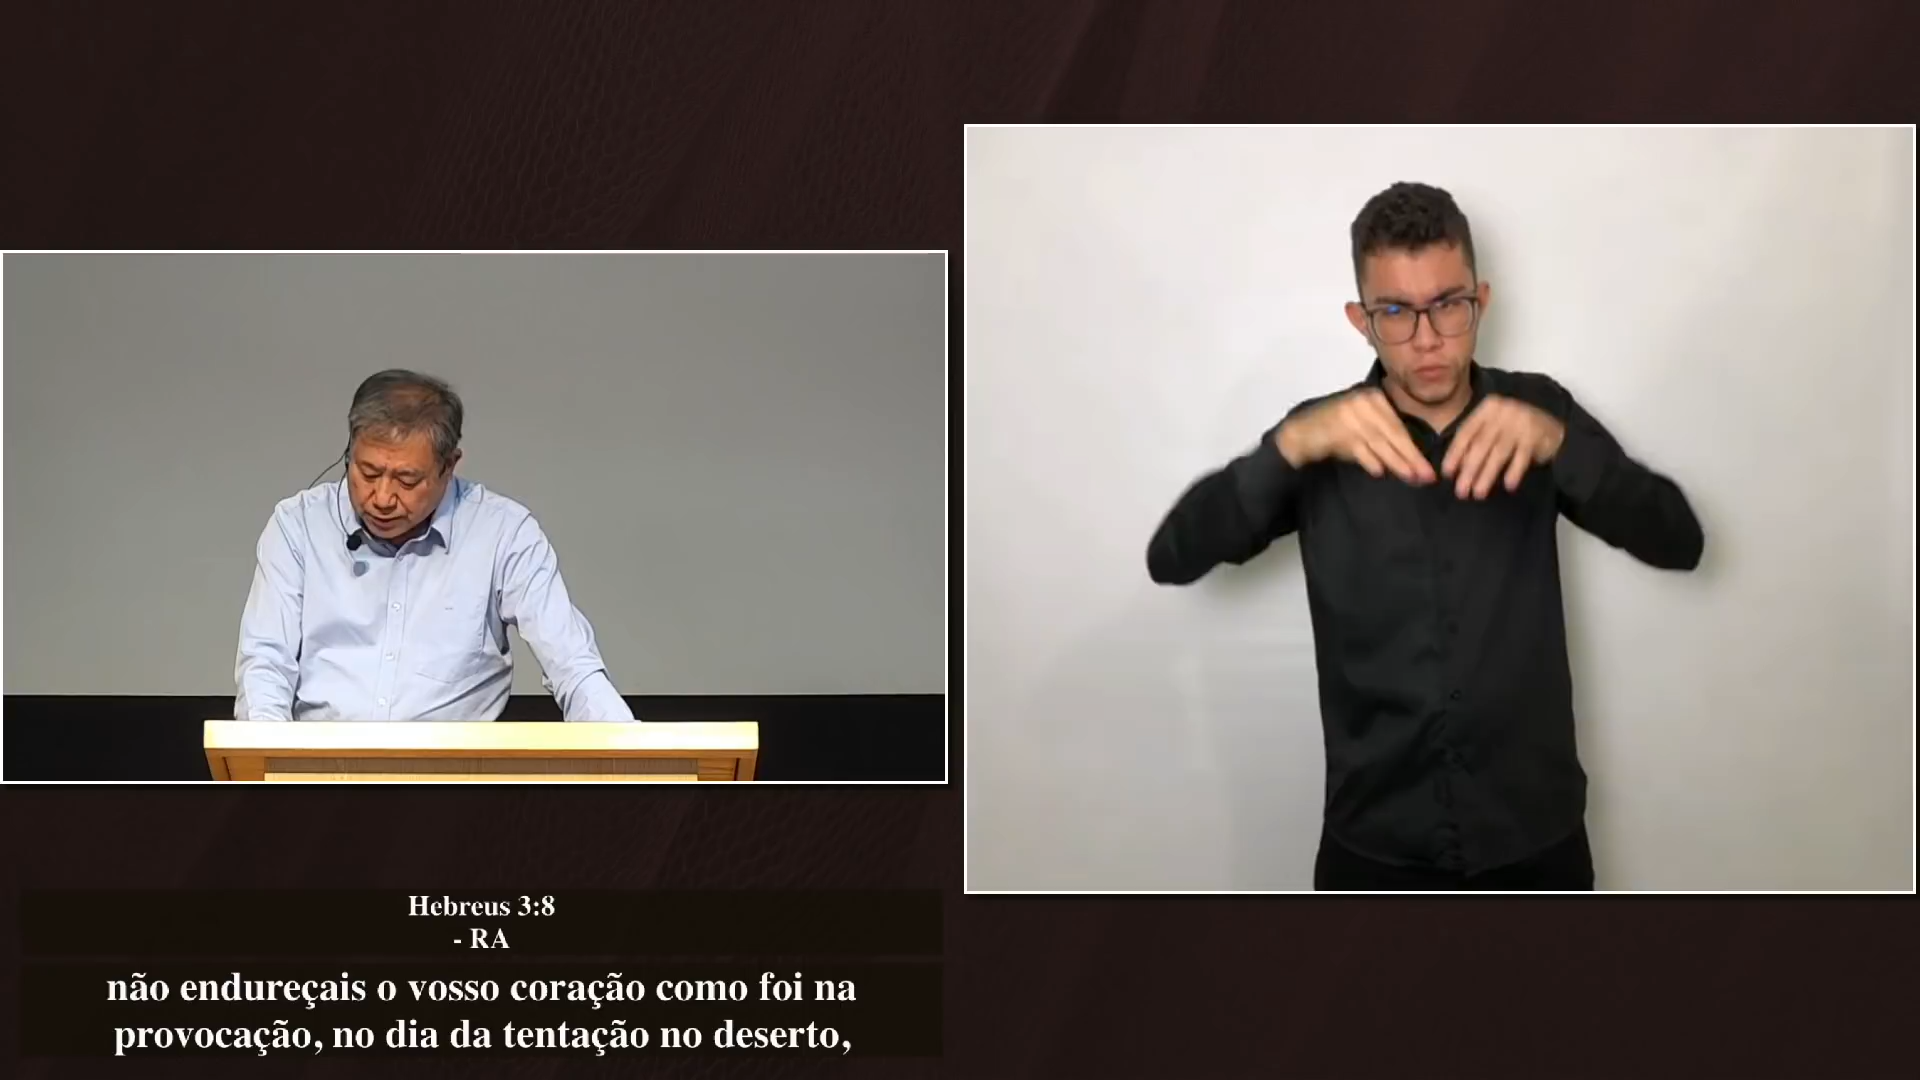 Hebreus 3:8
- RA
não endureçais o vosso coração como foi na
provocação, no dia da tentação no deserto,